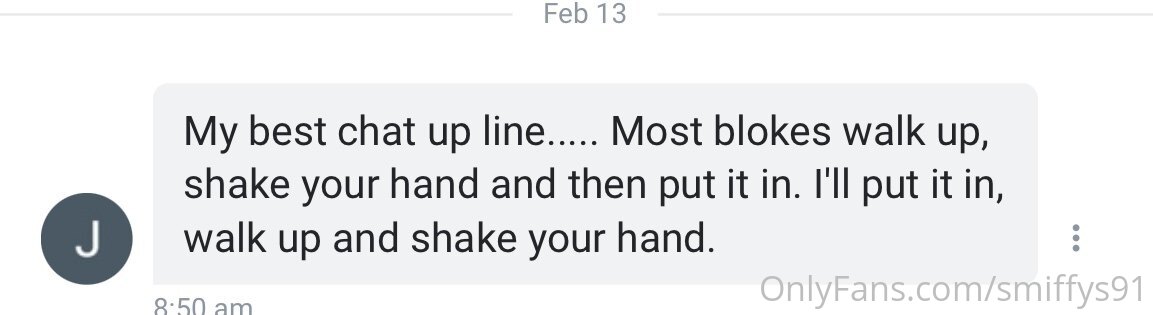 Feb 13
My best chat up line..... Most blokes walk up,
shake your hand and then put it in. I'll put it in,
walk up and shake your hand.
J
8:50 am
OnlyFans.com/smiffys91